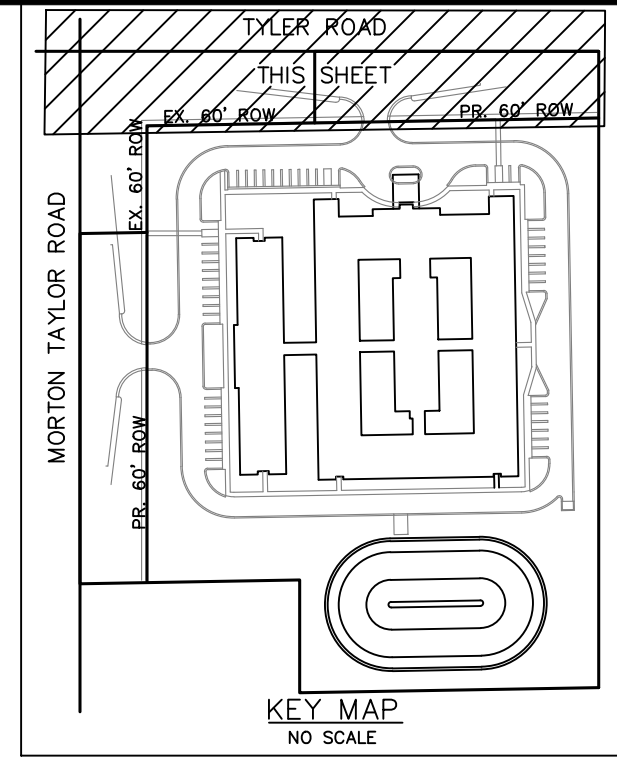 TYLER ROAD
THIS SHEET
EX. 60' ROW
PR. 60' ROW
EX. 60' ROW
MORTON TAYLOR ROAD
PR. 60' ROW
KEY MAP
NO SCALE